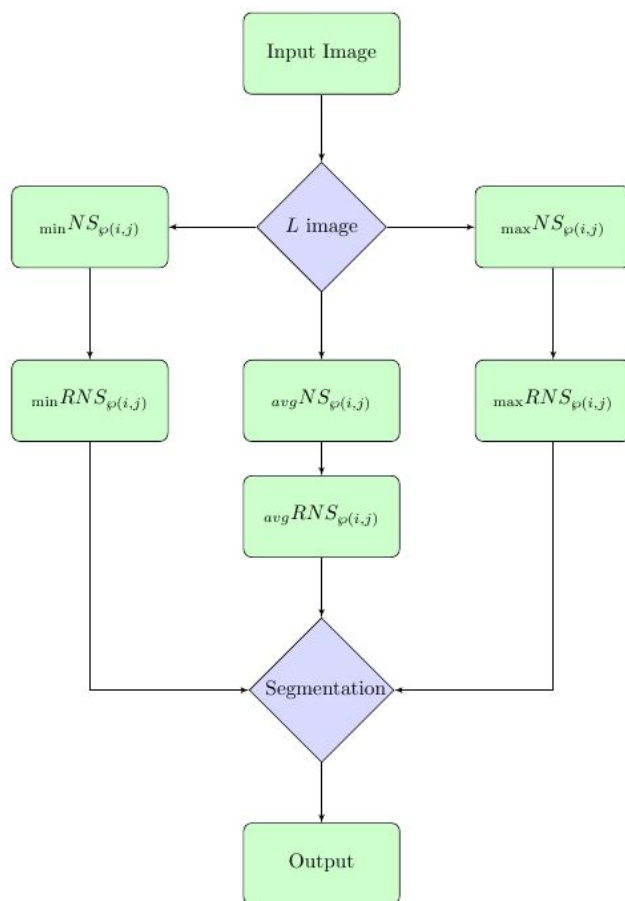 Input Image
L image
minNS℘(i,j)
maxNS℘(i,j)
minRNS℘(i,j)
avgNS℘(i,j)
maxRNS℘(i,j)
avgRNS℘(i,j)
Segmentation
Output